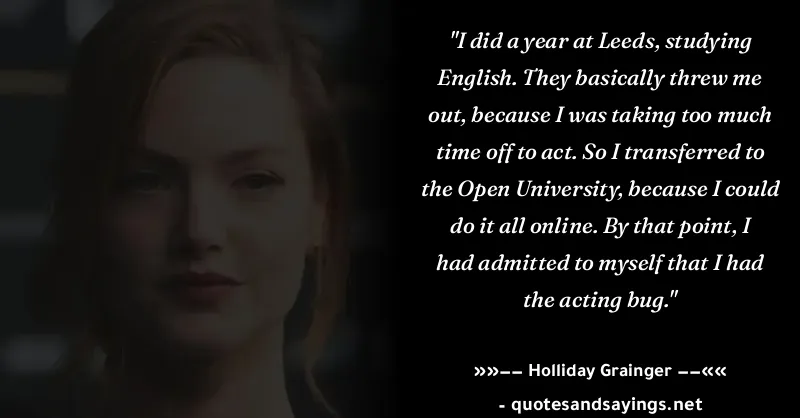 "I did a year at Leeds, studying
English. They basically threw me
out, because I was taking too much
time off to act. So I transferred to
the Open University, because I could
do it all online. By that point, I
had admitted to myself that I had
the acting bug."
»»−− Holliday Grainger −−««
- quotesandsayings.net